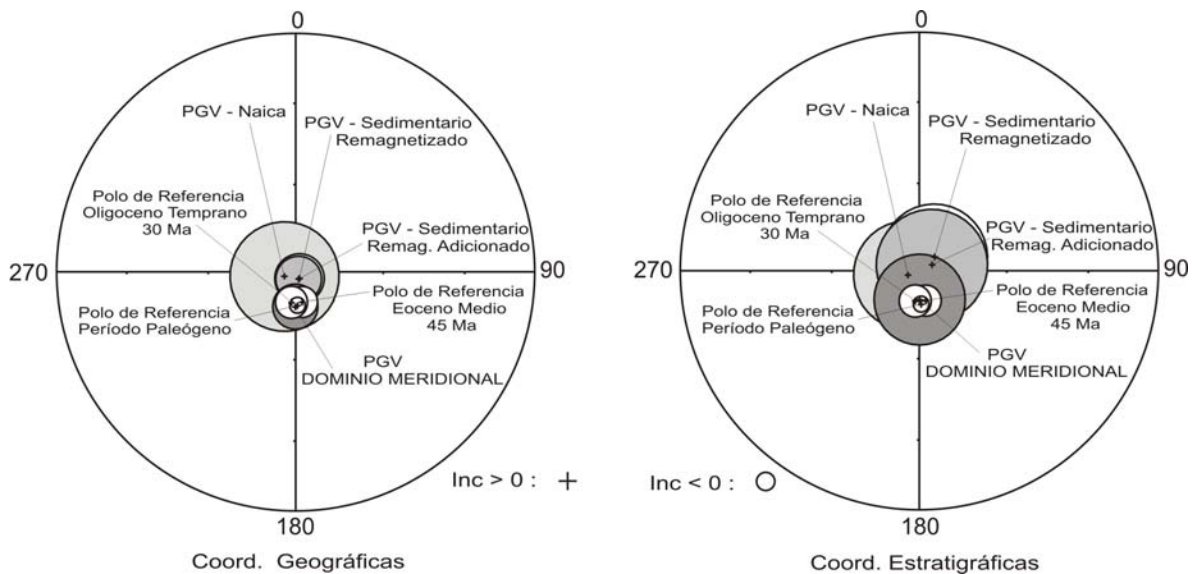 0
PGV - Naica
PGV - Sedimentario
Remagnetizado
Polo de Referencia
Oligoceno Temprano
30 Ma
PGV - Sedimentario
Remag. Adicionado
270
90
Polo de Referencia
Período Paleógeno
Polo de Referencia
Eoceno Medio
45 Ma
PGV
DOMINIO MERIDIONAL
Inc > 0 : +
180
Coord. Geográficas
0
PGV - Naica
PGV - Sedimentario
Remagnetizado
Polo de Referencia
Oligoceno Temprano
30 Ma
PGV - Sedimentario
Remag. Adicionado
270
90
Polo de Referencia
Período Paleógeno
Polo de Referencia
Eoceno Medio
45 Ma
PGV
DOMINIO MERIDIONAL
Inc < 0 : O
180
Coord. Estratigráficas